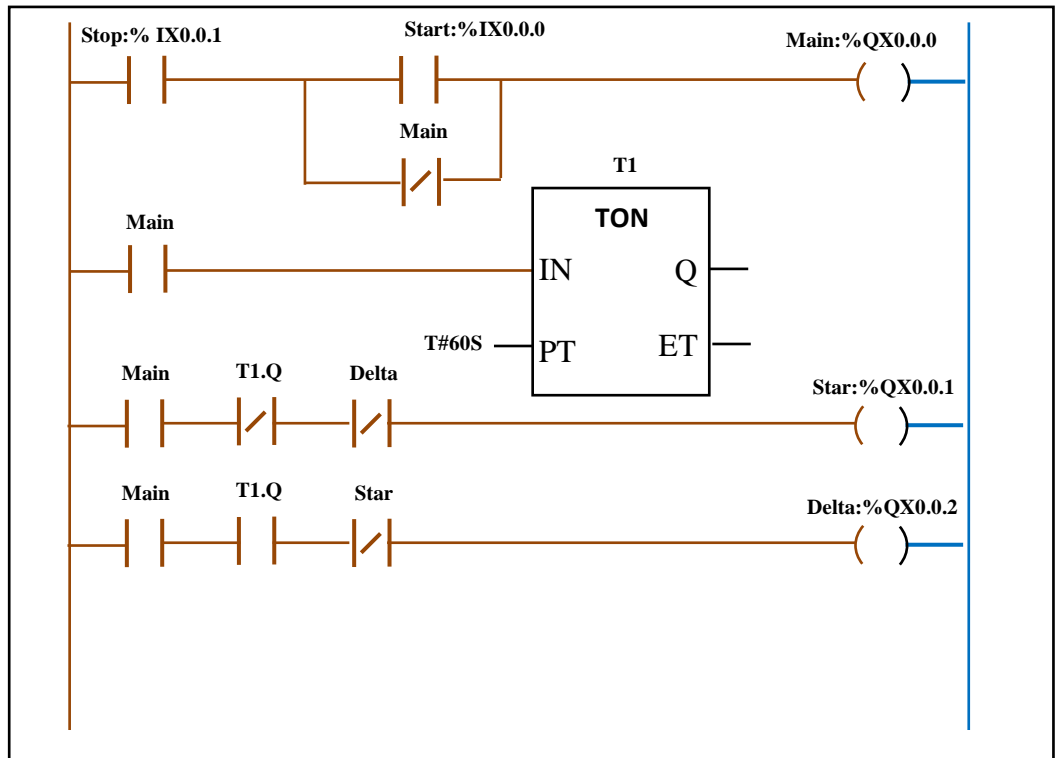 Stop:% IX0.0.1
Start:%IX0.0.0
Main:%QX0.0.0
Main
T1
Main
TON
IN
Q
T#60S
PT
ET
Main
T1.Q
Delta
Star:%QX0.0.1
Main
T1.Q
Star
Delta:%QX0.0.2